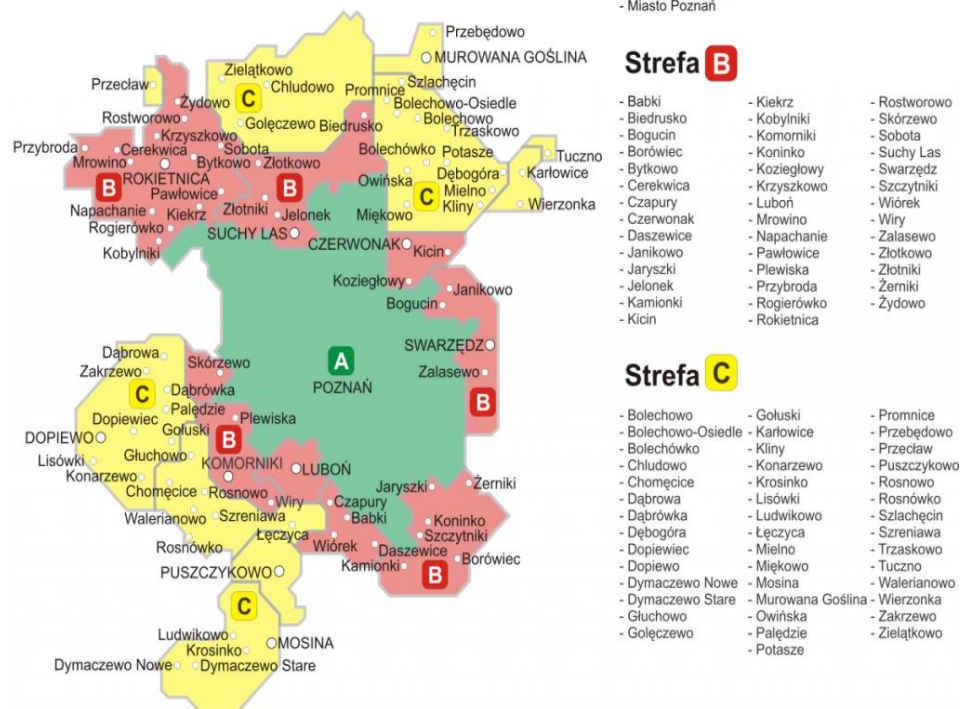 - Miasto Poznań
Przebędowo
MUROWANA GOŚLINA
Zielątkowo
Szlachęcin
Przecław
C
Chludowo
Promnice
Bolechowo-Osiedle
Żydowo
Bolechowo
Rostworowo
Golęczewo
Biedrusko
Trzaskowo
Krzyszkowo
Przybroda
Cerekwica
Sobota
Bolechówko
Potasze
Tuczno
Mrowino
Bytkowo
Złotkowo
Dębogóra
Karłowice
ROKIETNICA
Owińska
B
Pawłowice
B
C
Mielno
Napachanie
Złotniki
Kliny
Wierzonka
Kiekrz
Jelonek
Miękowo
Rogierówko
SUCHY LAS
CZERWONAK
Kobylniki
Kicin
Koziegłowy
Janikowo
Bogucin
SWARZĘDZ
Dąbrowa
A
Skórzewo
Zakrzewo
Zalasewo
POZNAŃ
C
Dąbrówka
B
Palędzie
Dopiewiec
Plewiska
DOPIEWO
Gołuski
B
Głuchowo
Lisówki
KOMORNIKI
LUBOŃ
Konarzewo
Jaryszki
Żerniki
Chomęcice
Rosnowo
Wiry
Czapury
Walerianowo
Szreniawa
Babki
Koninko
Łęczyca
Szczytniki
Rosnówko
Wiórek
Daszewice
Borówiec
PUSZCZYKOWO
Kamionki
B
C
Ludwikowo
MOSINA
Krosinko
Dymaczewo Nowe
Dymaczewo Stare
Strefa B
- Babki
- Biedrusko
- Bogucin
- Borówiec
- Bytkowo
- Cerekwica
- Czapury
- Czerwonak
- Daszewice
- Janikowo
- Jaryszki
- Jelonek
- Kamionki
- Kicin
- Kiekrz
- Kobylniki
- Komorniki
- Koninko
- Koziegłowy
- Krzyszkowo
- Luboń
- Mrowino
- Napachanie
- Pawłowice
- Plewiska
- Przybroda
- Rogierówko
- Rokietnica
- Rostworowo
- Skórzewo
- Sobota
- Suchy Las
- Swarzędz
- Szczytniki
- Wiórek
- Wiry
- Zalasewo
- Złotkowo
- Złotniki
- Żerniki
- Żydowo
Strefa C
- Bolechowo
- Bolechowo-Osiedle
- Bolechówko
- Chludowo
- Chomęcice
- Dąbrowa
- Dąbrówka
- Dębogóra
- Dopiewiec
- Dopiewo
- Dymaczewo Nowe
- Dymaczewo Stare
- Głuchowo
- Golęczewo
- Gołuski
- Karłowice
- Kliny
- Konarzewo
- Krosinko
- Lisówki
- Ludwikowo
- Łęczyca
- Mielno
- Miękowo
- Mosina
- Murowana Goślina
- Owińska
- Palędzie
- Potasze
- Promnice
- Przebędowo
- Przecław
- Puszczykowo
- Rosnowo
- Rosnówko
- Szlachęcin
- Szreniawa
- Trzaskowo
- Tuczno
- Walerianowo
- Wierzonka
- Zakrzewo
- Zielątkowo